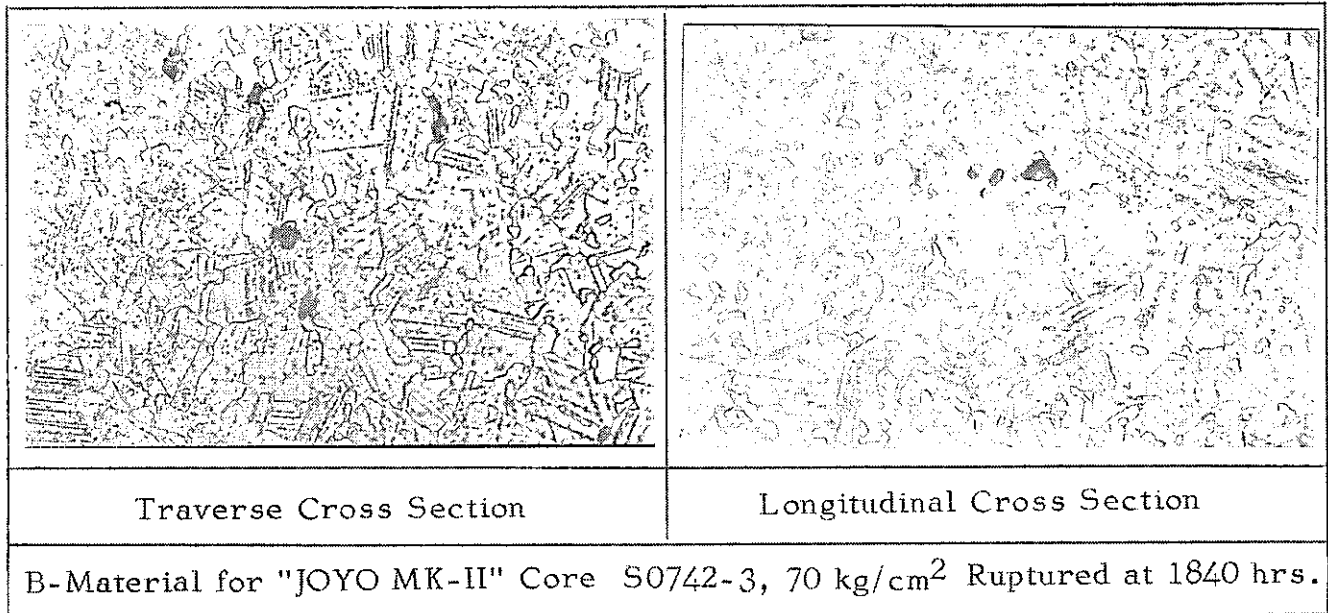 Traverse Cross Section
Longitudinal Cross Section
B-Material for "JOYO MK-II" Core S0742-3, 70 kg/cm² Ruptured at 1840 hrs.